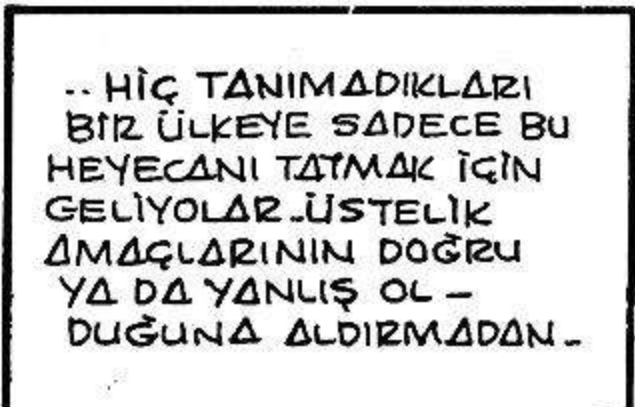 .. HİÇ TANIMADIKLARI
BİR ÜLKEYE SADECE BU
HEYECANI TATMAK İÇİN
GELİYOLAR..ÜSTELİK
AMAÇLARININ DOĞRU
YA DA YANLIŞ OL –
DUĞUNA ALDIRMADAN..